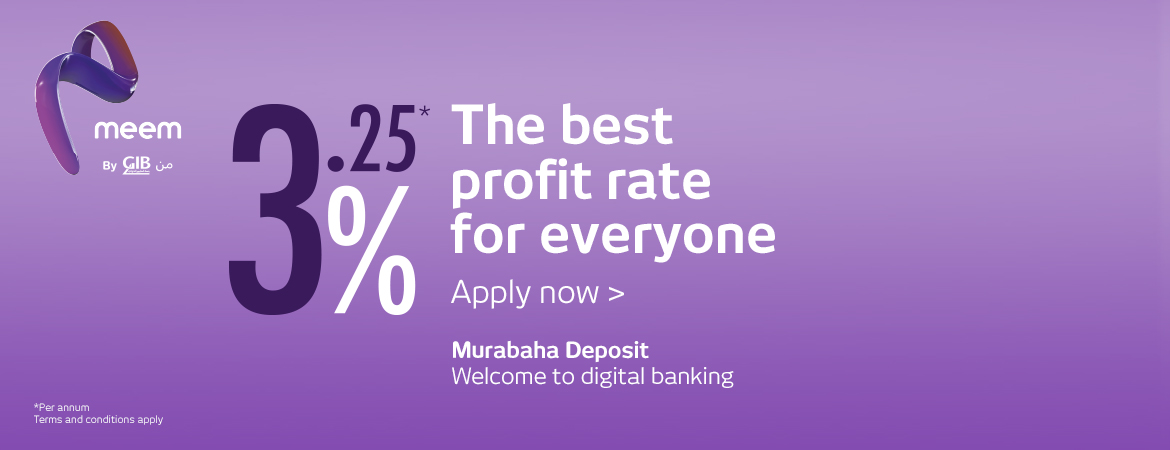 meem
By GIB من
3.25*
%
The best
profit rate
for everyone
Apply now >
Murabaha Deposit
Welcome to digital banking
*Per annum
Terms and conditions apply